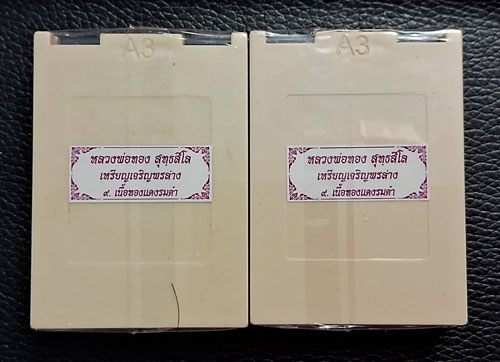 A3
หลวงพ่อทอง สุทธสีโล
เหรียญเจริญพรล่าง
๙. เนื้อทองแดงรมดำ
A3
หลวงพ่อทอง สุทธสีโล
เหรียญเจริญพรล่าง
๙. เนื้อทองแดงรมดำ